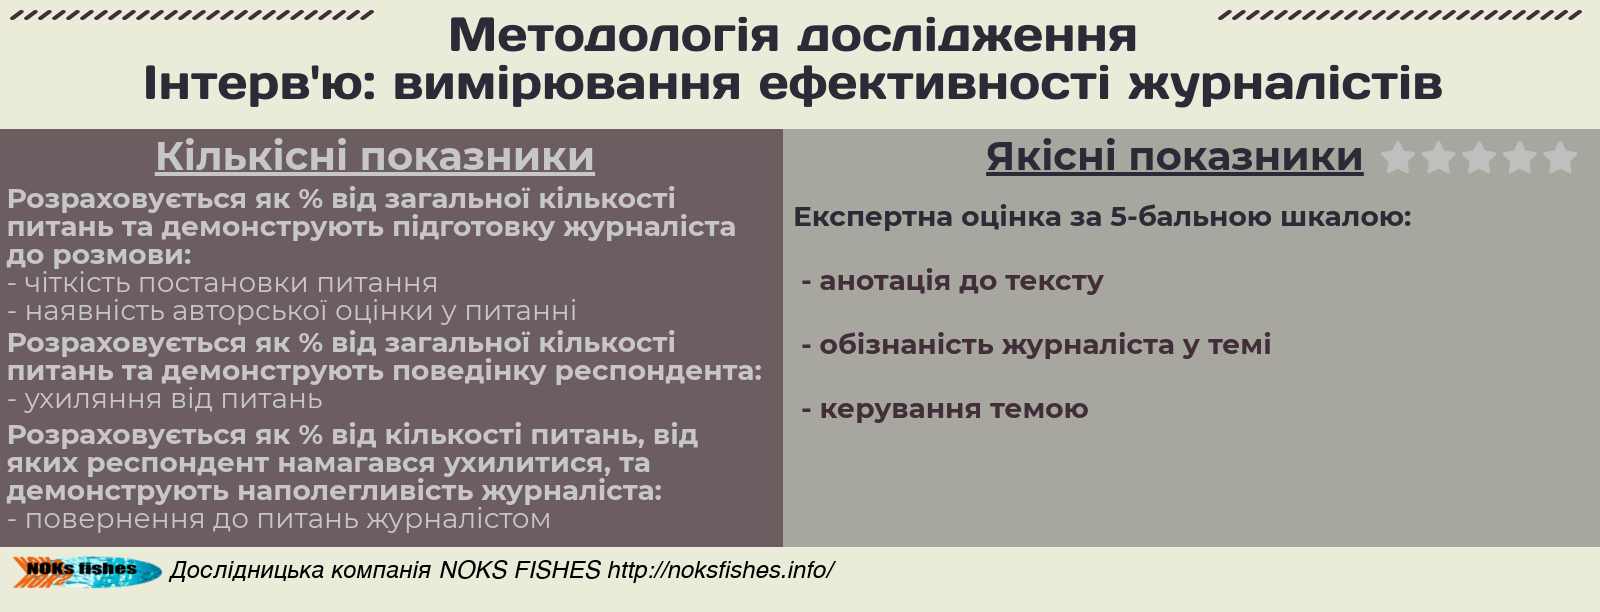 Методологія дослідження
Інтерв'ю: вимірювання ефективності журналістів
Кількісні показники
Розраховується як % від загальної кількості
питань та демонструють підготовку журналіста
до розмови:
- чіткість постановки питання
- наявність авторської оцінки у питанні
Розраховується як % від загальної кількості
питань та демонструють поведінку респондента:
- ухиляння від питань
Розраховується як % від кількості питань, від
яких респондент намагався ухилитися, та
демонструють наполегливість журналіста:
- повернення до питань журналістом
Якісні показники
Експертна оцінка за 5-бальною шкалою:
- анотація до тексту
- обізнаність журналіста у темі
- керування темою
NOKs fishes
Дослідницька компанія NOKS FISHES http://noksfishes.info/